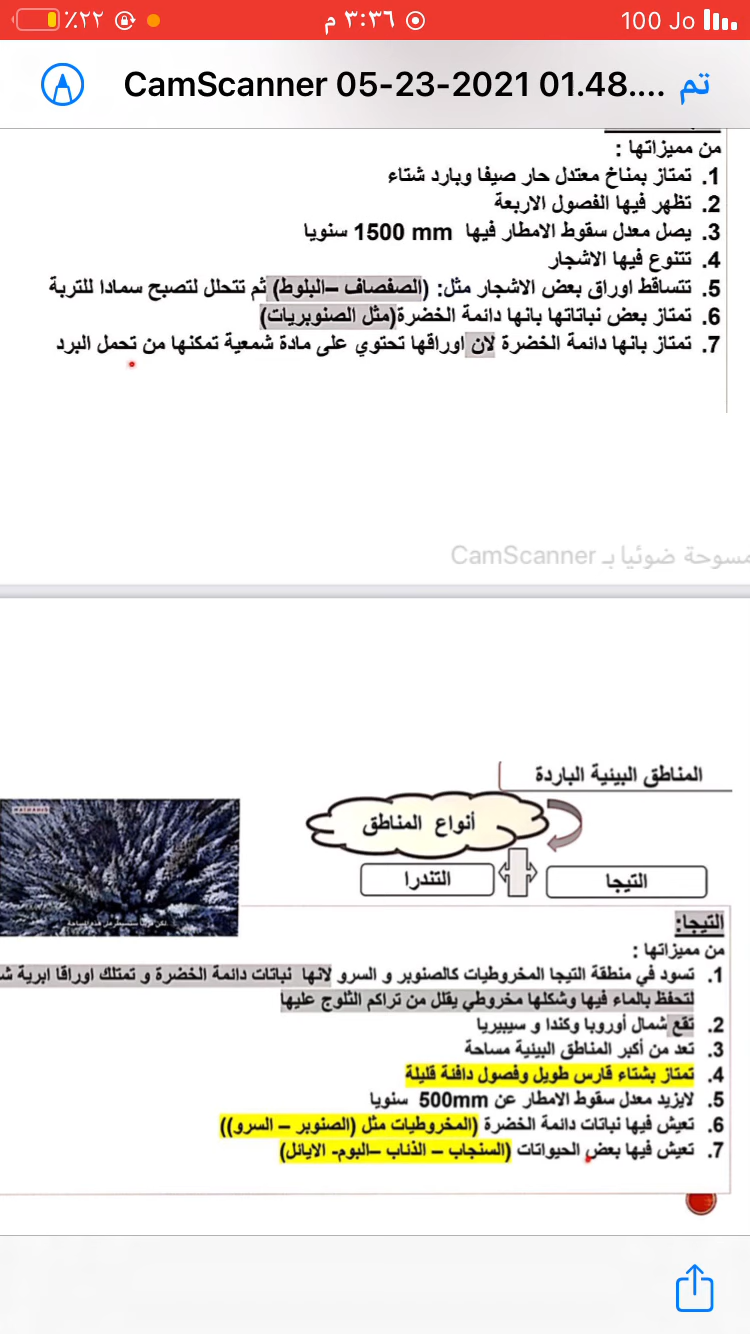 100 Jo
٣:٣٦ م
٪٢٢
CamScanner 05-23-2021 01.48....
تم
من مميزاتها :
1. تمتاز بمناخ معتدل حار صيفا وبارد شتاء
2. تظهر فيها الفصول الاربعة
3. يصل معدل سقوط الامطار فيها 1500 mm سنويا
4. تتنوع فيها الاشجار
5. تتساقط اوراق بعض الاشجار مثل: (الصفصاف –البلوط) ثم تتحلل لتصبح سمادا للتربة
6. تمتاز بعض نباتاتها بانها دائمة الخضرة(مثل الصنوبريات)
7. تمتاز بانها دائمة الخضرة لان اوراقها تحتوي على مادة شمعية تمكنها من تحمل البرد
مسوحة ضوئيا بـ CamScanner
المناطق البيئية الباردة
أنواع المناطق
التيجا
التندرا
التيجا:
من مميزاتها :
1. تسود في منطقة التيجا المخروطيات كالصنوبر و السرو لانها نباتات دائمة الخضرة و تمتلك اوراقا ابرية
لتحفظ بالماء فيها وشكلها مخروطي يقلل من تراكم الثلوج عليها
2. تقع شمال أوروبا وكندا و سيبيريا
3. تعد من أكبر المناطق البيئية مساحة
4. تمتاز بشتاء قارس طويل وفصول دافئة قليلة
5. لايزيد معدل سقوط الامطار عن 500mm سنويا
6. تعيش فيها نباتات دائمة الخضرة (المخروطيات مثل (الصنوبر – السرو))
7. تعيش فيها بعض الحيوانات (السنجاب – الذئاب –البوم- الايائل)